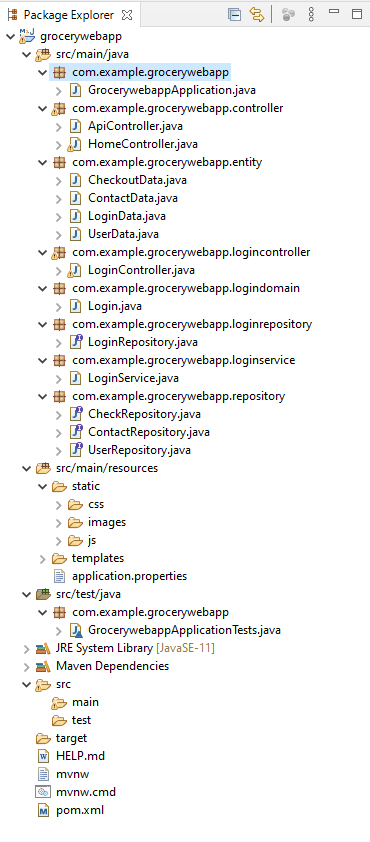 Package Explorer
grocerywebapp
src/main/java
com.example.grocerywebapp
GrocerywebappApplication.java
com.example.grocerywebapp.controller
ApiController.java
HomeController.java
com.example.grocerywebapp.entity
CheckoutData.java
ContactData.java
LoginData.java
UserData.java
com.example.grocerywebapp.logincontroller
LoginController.java
com.example.grocerywebapp.logindomain
Login.java
com.example.grocerywebapp.loginrepository
LoginRepository.java
com.example.grocerywebapp.loginservice
LoginService.java
com.example.grocerywebapp.repository
CheckRepository.java
ContactRepository.java
UserRepository.java
src/main/resources
static
css
images
js
templates
application.properties
src/test/java
com.example.grocerywebapp
GrocerywebappApplicationTests.java
JRE System Library [JavaSE-11]
Maven Dependencies
src
main
test
target
HELP.md
mvnw
mvnw.cmd
pom.xml